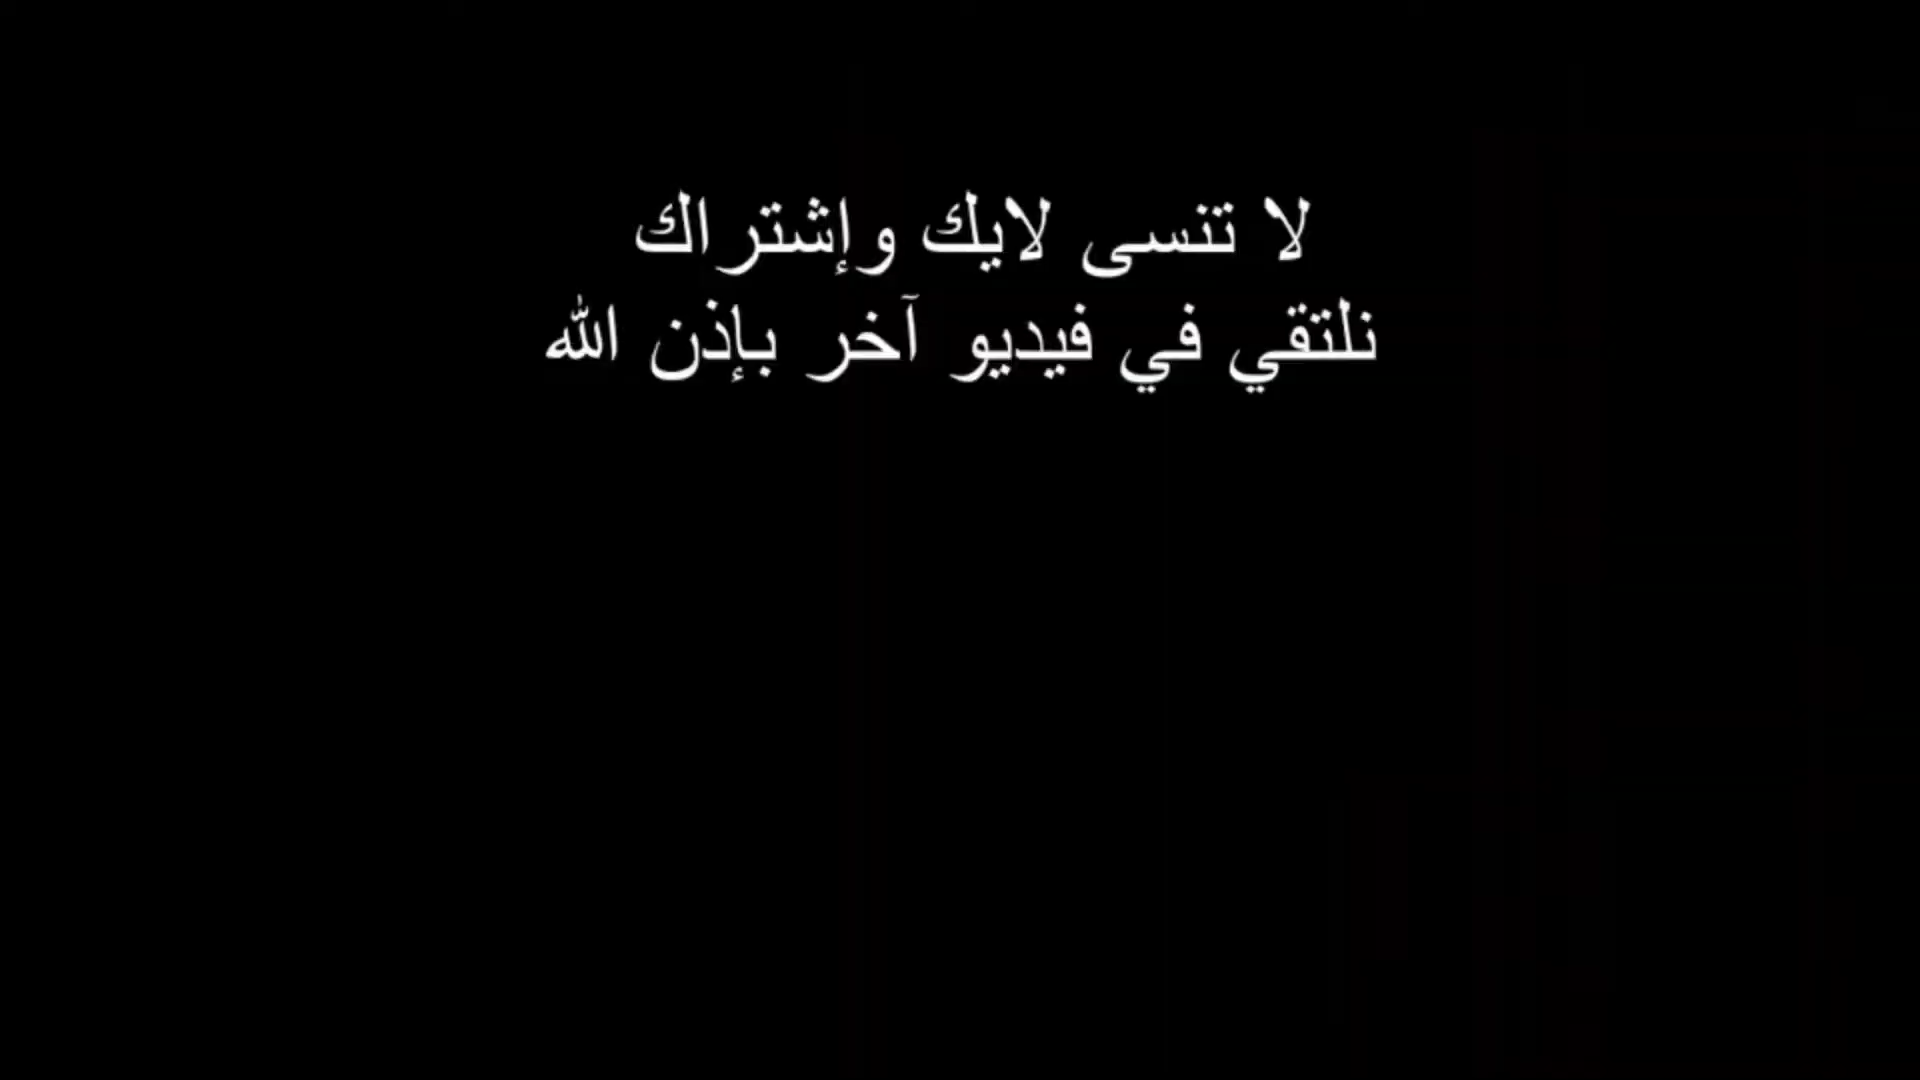 لا تنسى لايك وإشتراك
نلتقي في فيديو آخر بإذن الله